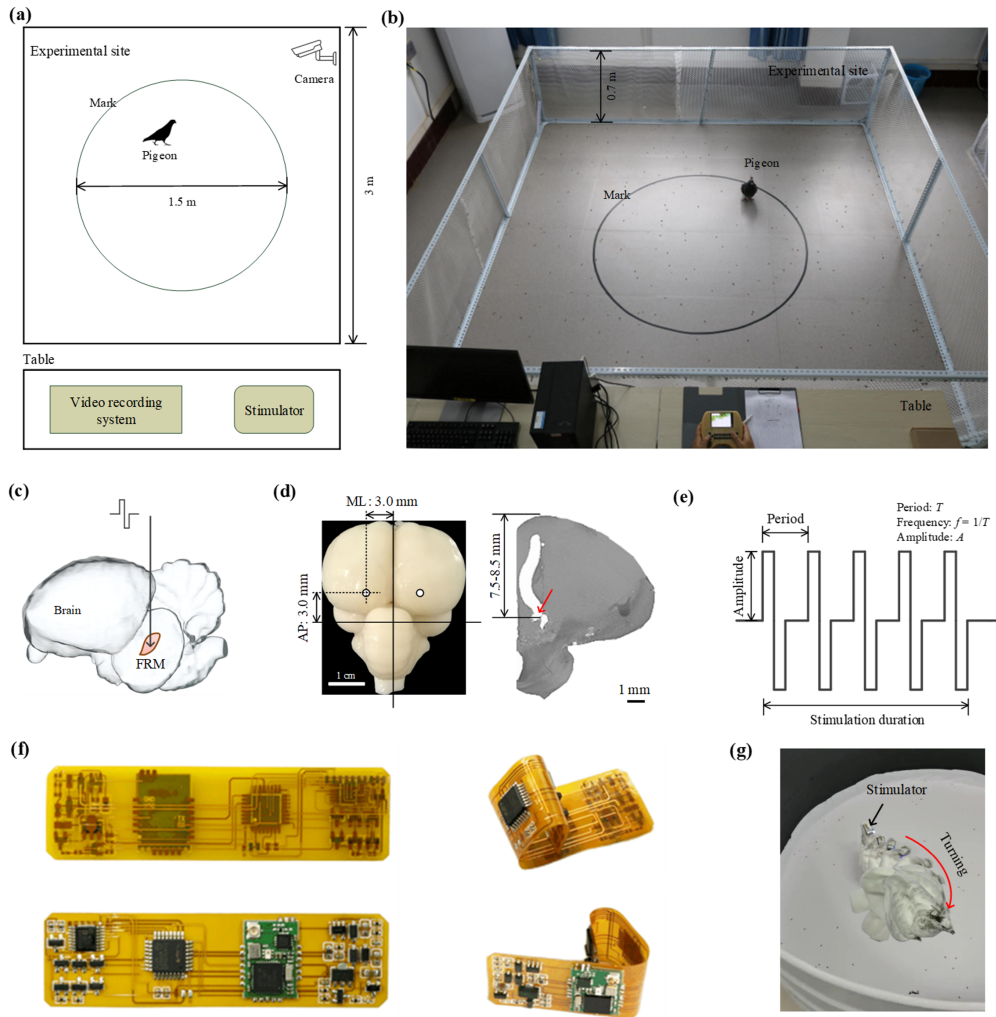 (a)
Experimental site
Camera
Mark
Pigeon
1.5 m
3 m
Table
Video recording
system
Stimulator
(b)
0.7 m
Experimental site
Pigeon
Mark
Table
(c)
Brain
FRM
(d)
ML: 3.0 mm
AP: 3.0 mm
1 cm
7.5-8.5 mm
1 mm
(e)
Period: T
Frequency: f = 1/T
Amplitude: A
Period
Amplitude
Stimulation duration
(f)
(g)
Stimulator
Turning